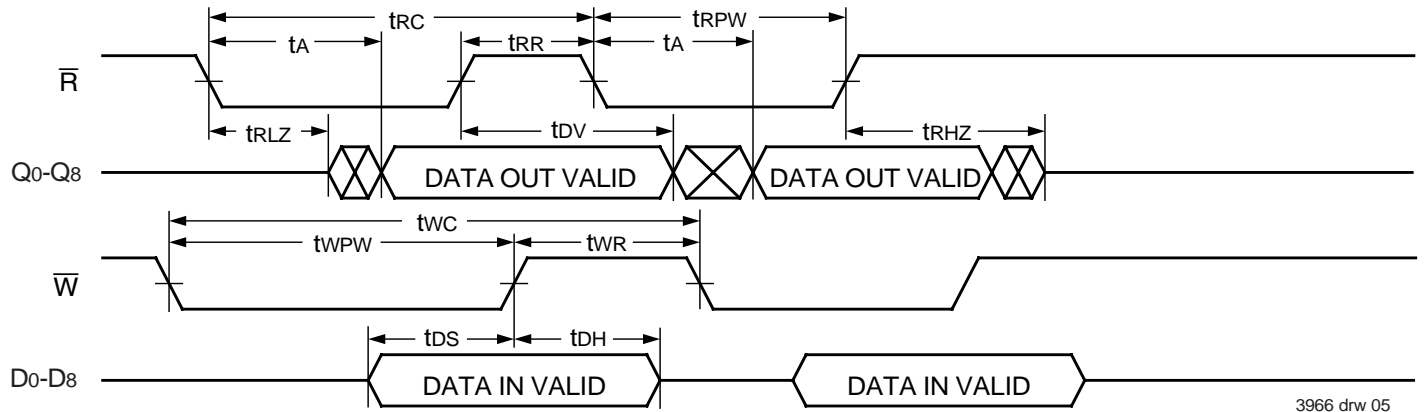 tRC tRPW
tA tRR tA
R̅
tRLZ tDV tRHZ
Q0-Q8 DATA OUT VALID DATA OUT VALID
tWC
tWPW tWR
W̅
tDS tDH
D0-D8 DATA IN VALID DATA IN VALID
3966 drw 05